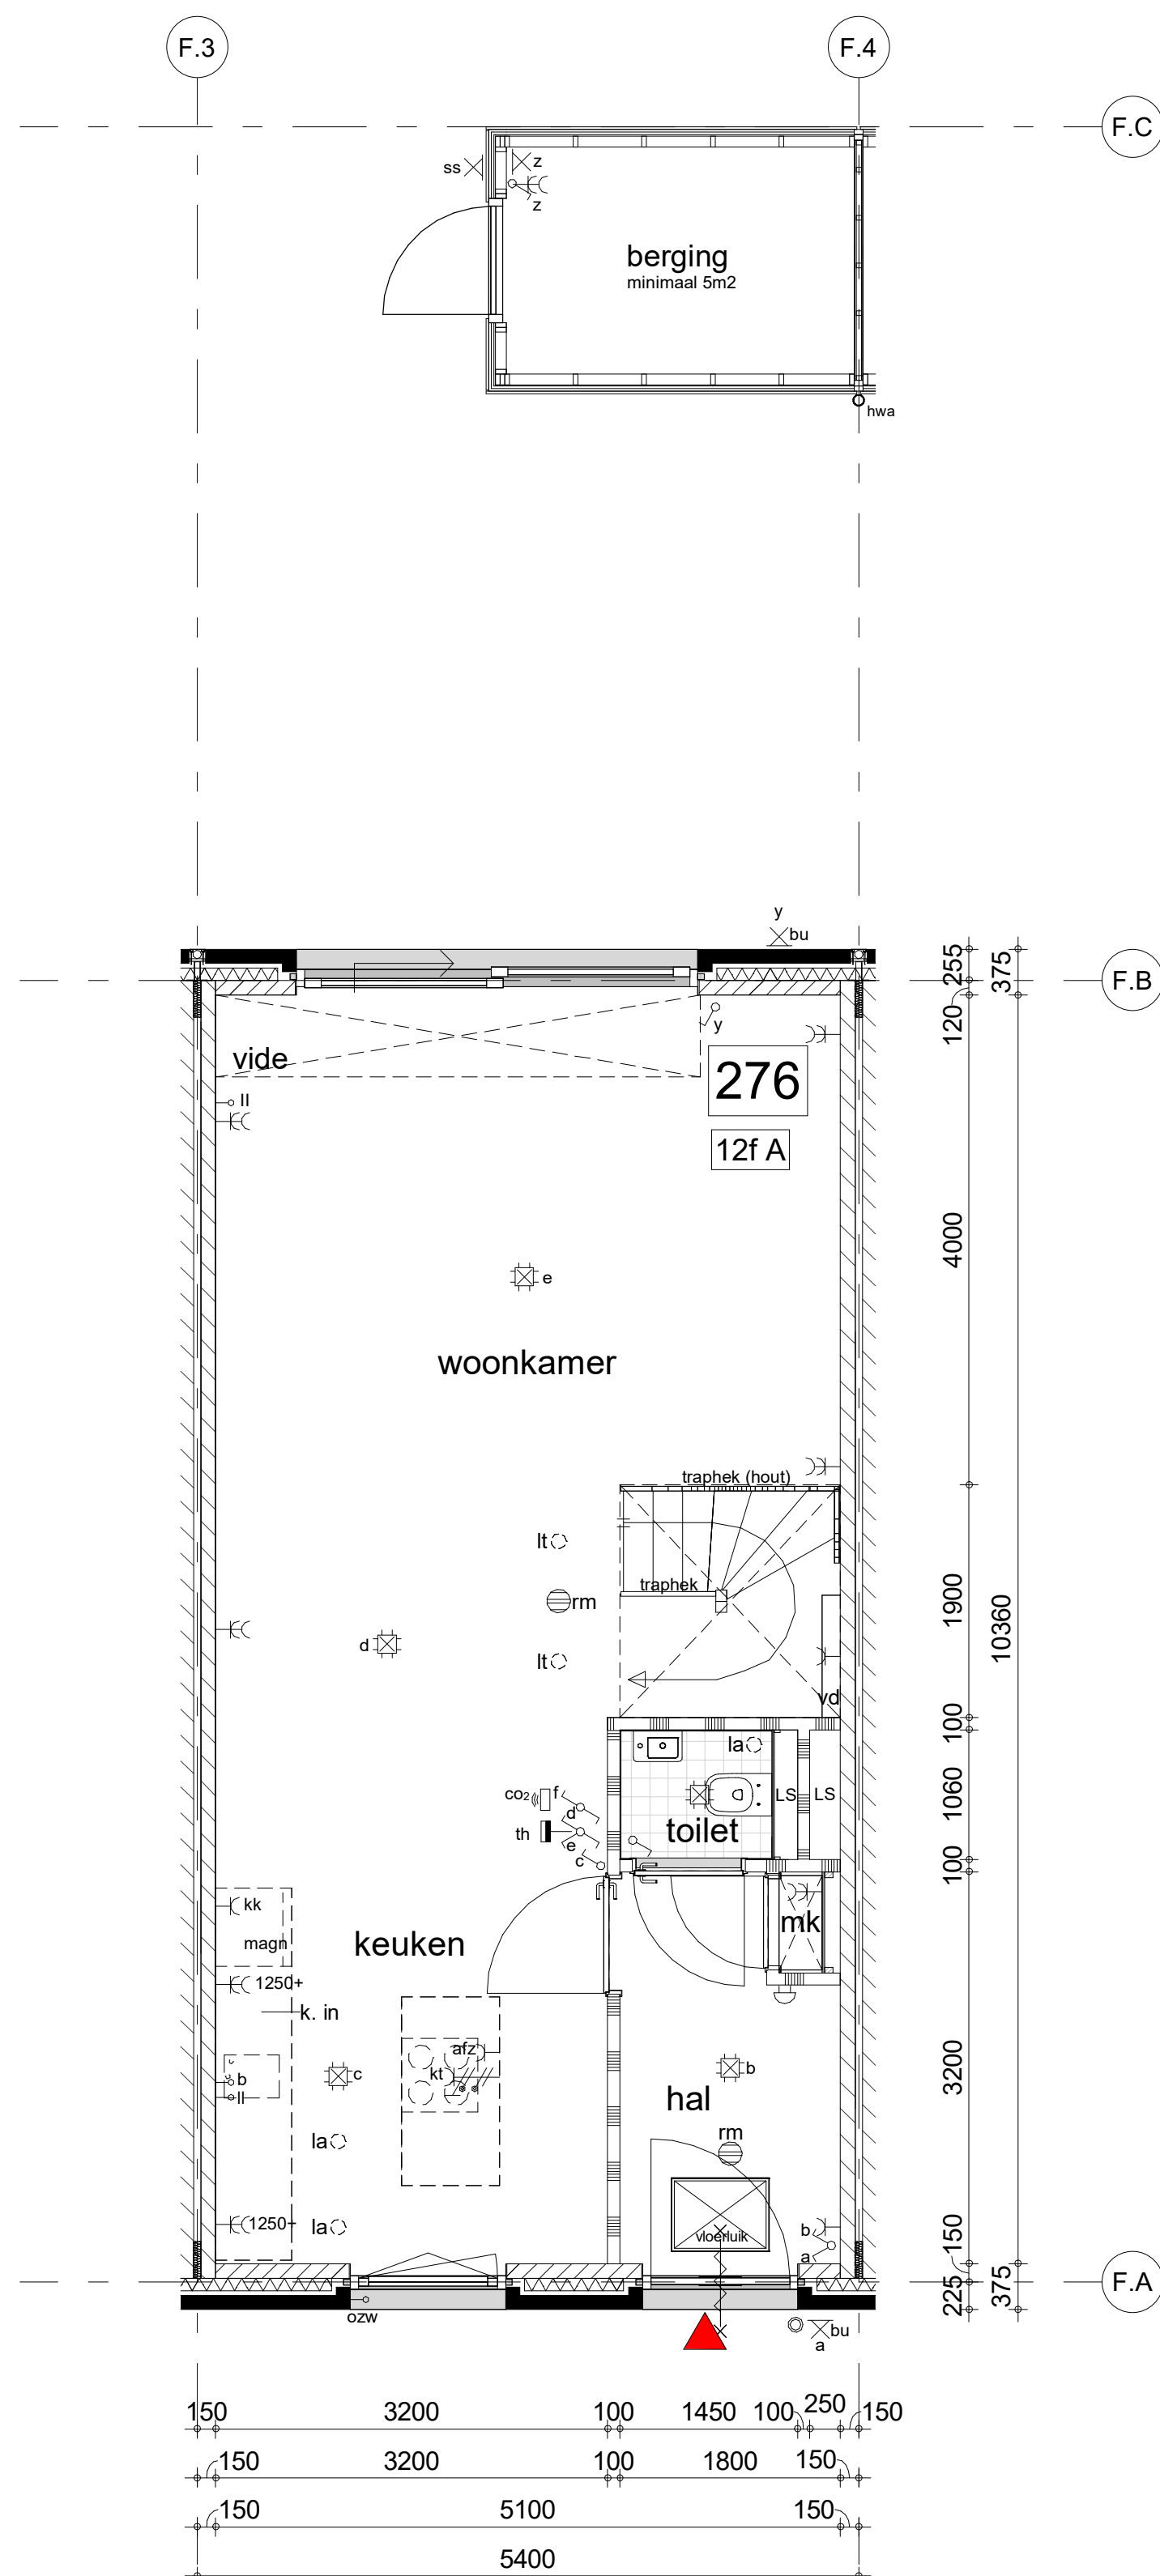 F.3
F.4
F.C
ss
z
z
berging
minimaal 5m2
hwa
y
bu
255
375
F.B
120
y
vide
276
II
12f A
4000
e
woonkamer
traphek (hout)
lt
traphek
rm
1900
10360
d
lt
vd
100
la
co2
f
LS
LS
1060
d
th
toilet
e
c
100
kk
mk
magn
keuken
1250+
k. in
afz
kt
c
b
b
II
3200
hal
la
rm
1250+
la
vloerluik
b
a
150
F.A
225
375
ozw
bu
a
150
3200
100
1450
100
250
150
150
3200
100
1800
150
150
5100
150
5400